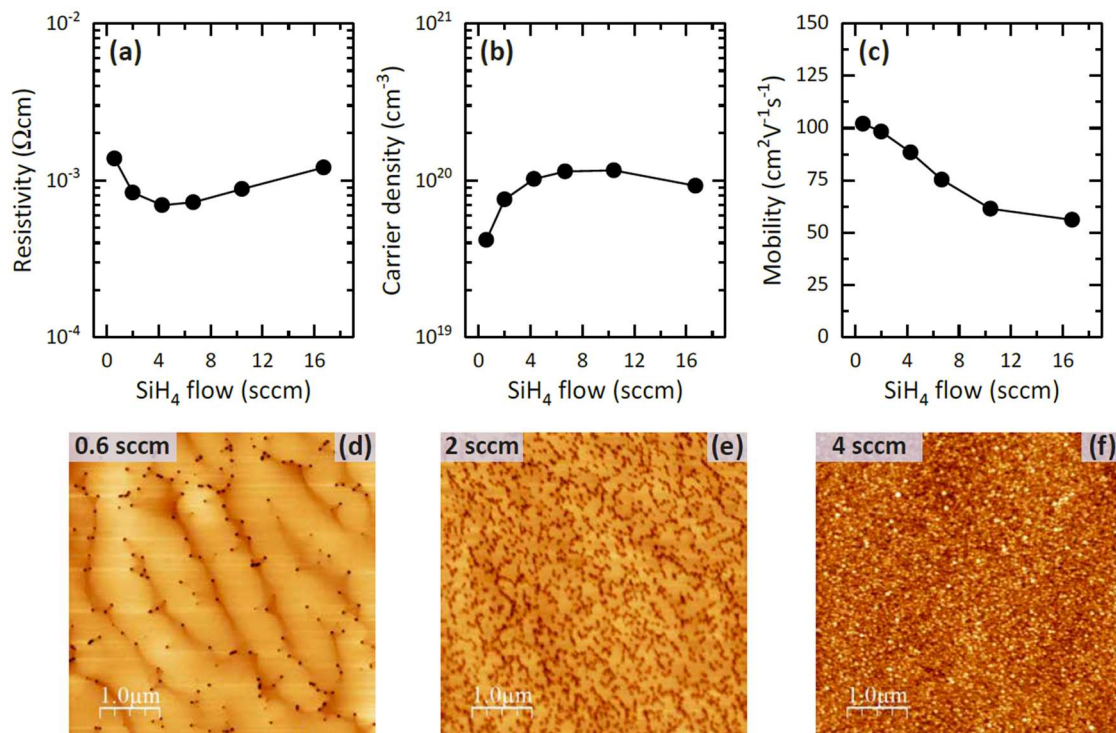 (a)
Resistivity (Ωcm)
10⁻²
10⁻³
10⁻⁴
0 4 8 12 16
SiH₄ flow (sccm)
(b)
Carrier density (cm⁻³)
10²¹
10²⁰
10¹⁹
0 4 8 12 16
SiH₄ flow (sccm)
(c)
Mobility (cm²V⁻¹s⁻¹)
150
125
100
75
50
25
0
0 4 8 12 16
SiH₄ flow (sccm)
0.6 sccm (d)
1.0µm
2 sccm (e)
1.0µm
4 sccm (f)
1.0µm